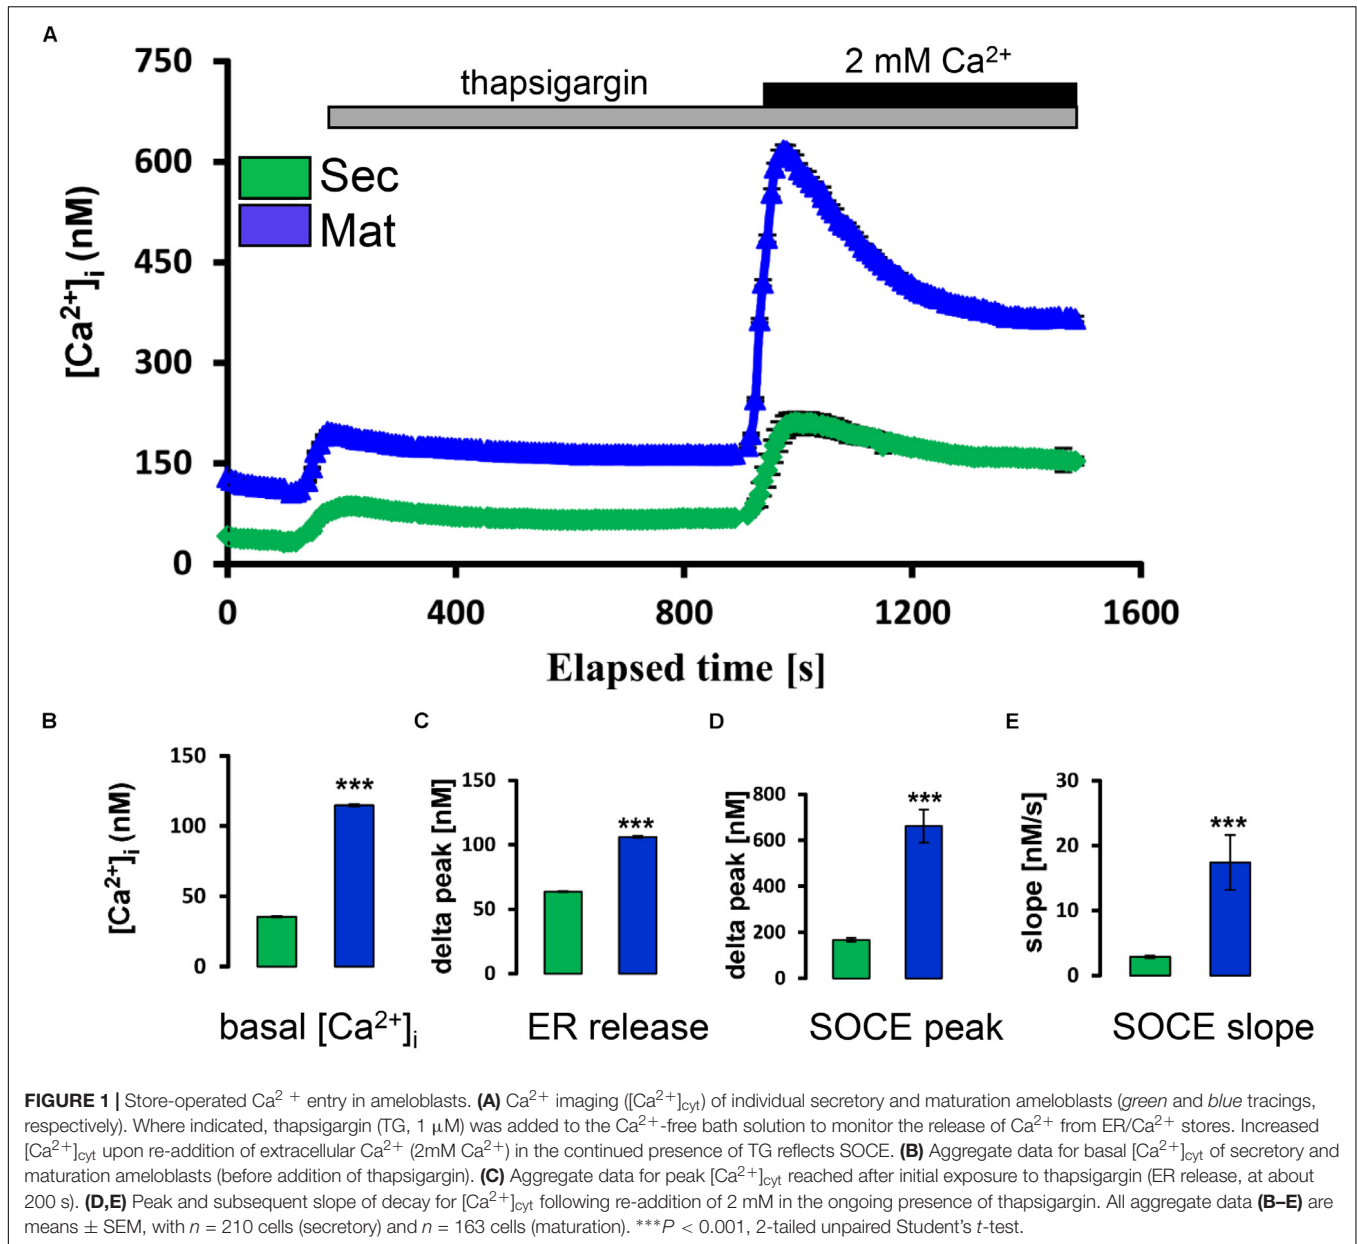 A
750
600
450
300
150
0
[Ca²⁺]ᵢ (nM)
thapsigargin
2 mM Ca²⁺
Sec
Mat
0 400 800 1200 1600
Elapsed time [s]
B
150
100
50
0
[Ca²⁺]ᵢ (nM)
***
basal [Ca²⁺]ᵢ
C
150
100
50
0
delta peak [nM]
***
ER release
D
800
600
400
200
0
delta peak [nM]
***
SOCE peak
E
30
20
10
0
slope [nM/s]
***
SOCE slope
FIGURE 1 | Store-operated Ca² ⁺ entry in ameloblasts. (A) Ca²⁺ imaging ([Ca²⁺]cyt) of individual secretory and maturation ameloblasts (green and blue tracings,
respectively). Where indicated, thapsigargin (TG, 1 μM) was added to the Ca²⁺-free bath solution to monitor the release of Ca²⁺ from ER/Ca²⁺ stores. Increased
[Ca²⁺]cyt upon re-addition of extracellular Ca²⁺ (2mM Ca²⁺) in the continued presence of TG reflects SOCE. (B) Aggregate data for basal [Ca²⁺]cyt of secretory and
maturation ameloblasts (before addition of thapsigargin). (C) Aggregate data for peak [Ca²⁺]cyt reached after initial exposure to thapsigargin (ER release, at about
200 s). (D,E) Peak and subsequent slope of decay for [Ca²⁺]cyt following re-addition of 2 mM in the ongoing presence of thapsigargin. All aggregate data (B–E) are
means ± SEM, with n = 210 cells (secretory) and n = 163 cells (maturation). ***P < 0.001, 2-tailed unpaired Student's t-test.